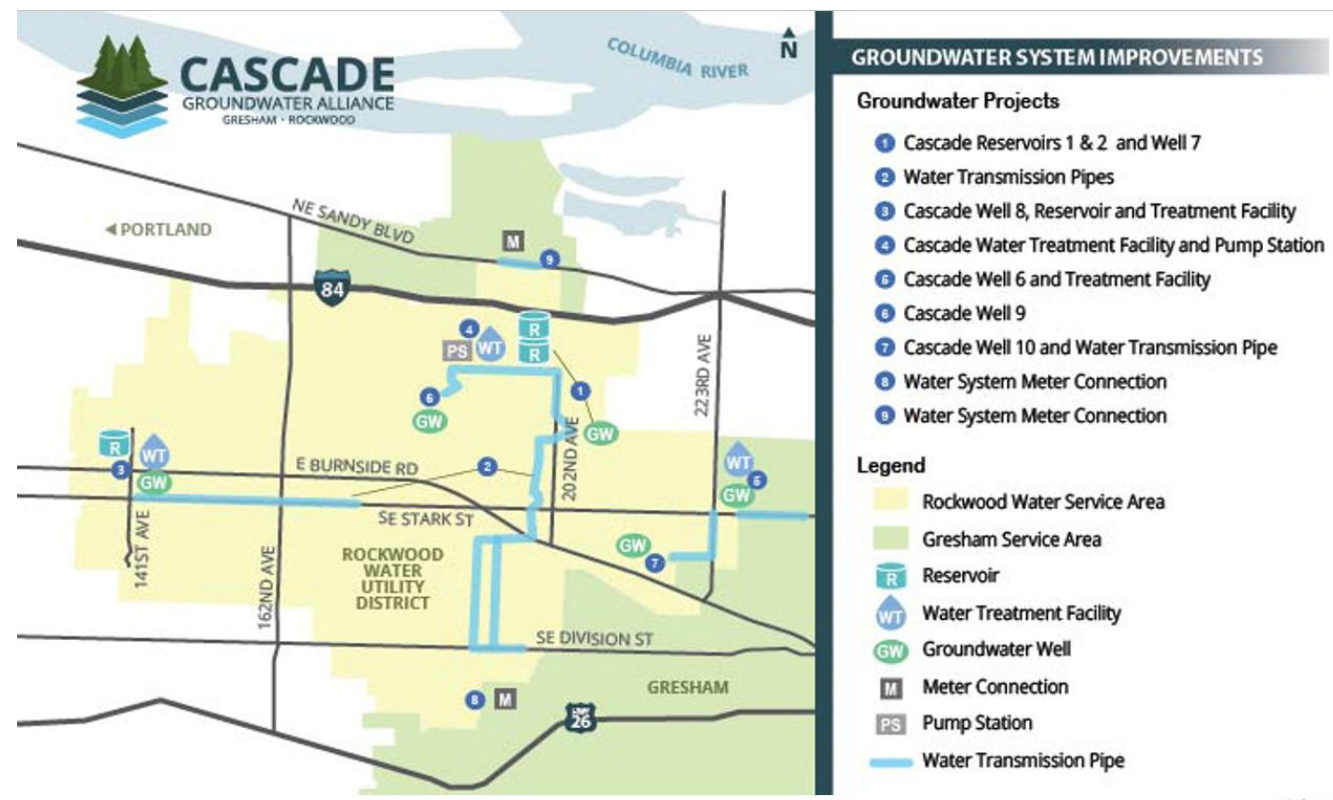 CASCADE
GROUNDWATER ALLIANCE
GRESHAM • ROCKWOOD
COLUMBIA RIVER
N
PORTLAND
NE SANDY BLVD
M
9
84
4
PS
WT
R
R
1
6
GW
GW
223RD AVE
202ND AVE
R
WT
3
GW
E BURNSIDE RD
2
WT
5
GW
SE STARK ST
141ST AVE
162ND AVE
ROCKWOOD
WATER
UTILITY
DISTRICT
GW
7
SE DIVISION ST
8
M
GRESHAM
26
GROUNDWATER SYSTEM IMPROVEMENTS
Groundwater Projects
1 Cascade Reservoirs 1 & 2 and Well 7
2 Water Transmission Pipes
3 Cascade Well 8, Reservoir and Treatment Facility
4 Cascade Water Treatment Facility and Pump Station
5 Cascade Well 6 and Treatment Facility
6 Cascade Well 9
7 Cascade Well 10 and Water Transmission Pipe
8 Water System Meter Connection
9 Water System Meter Connection
Legend
Rockwood Water Service Area
Gresham Service Area
R Reservoir
WT Water Treatment Facility
GW Groundwater Well
M Meter Connection
PS Pump Station
Water Transmission Pipe